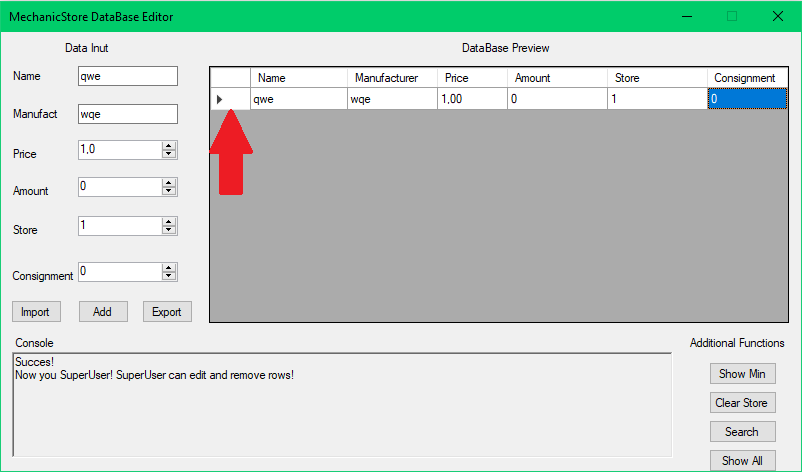 MechanicStore DataBase Editor
Data Inut
DataBase Preview
Name
qwe
Manufact
wqe
Price
1,0
Amount
0
Store
1
Consignment
0
Import Add Export
Name Manufacturer Price Amount Store Consignment
qwe wqe 1,00 0 1 0
Console
Succes!
Now you SuperUser! SuperUser can edit and remove rows!
Additional Functions
Show Min
Clear Store
Search
Show All